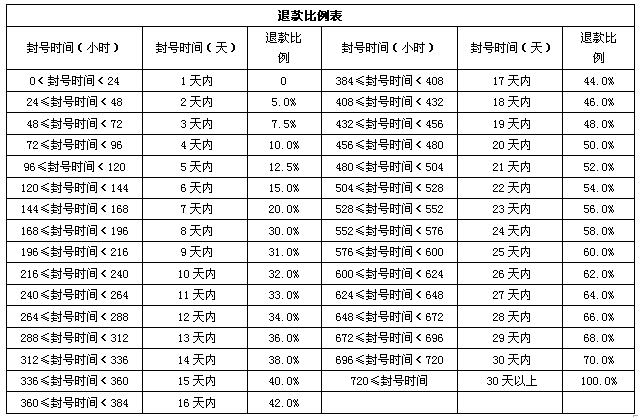 退款比例表
封号时间（小时） 封号时间（天） 退款比例 封号时间（小时） 封号时间（天） 退款比例
0<封号时间<24 1天内 0 384≤封号时间<408 17天内 44.0%
24≤封号时间<48 2天内 5.0% 408≤封号时间<432 18天内 46.0%
48≤封号时间<72 3天内 7.5% 432≤封号时间<456 19天内 48.0%
72≤封号时间<96 4天内 10.0% 456≤封号时间<480 20天内 50.0%
96≤封号时间<120 5天内 12.5% 480≤封号时间<504 21天内 52.0%
120≤封号时间<144 6天内 15.0% 504≤封号时间<528 22天内 54.0%
144≤封号时间<168 7天内 20.0% 528≤封号时间<552 23天内 56.0%
168≤封号时间<196 8天内 30.0% 552≤封号时间<576 24天内 58.0%
196≤封号时间<216 9天内 31.0% 576≤封号时间<600 25天内 60.0%
216≤封号时间<240 10天内 32.0% 600≤封号时间<624 26天内 62.0%
240≤封号时间<264 11天内 33.0% 624≤封号时间<648 27天内 64.0%
264≤封号时间<288 12天内 34.0% 648≤封号时间<672 28天内 66.0%
288≤封号时间<312 13天内 36.0% 672≤封号时间<696 29天内 68.0%
312≤封号时间<336 14天内 38.0% 696≤封号时间<720 30天内 70.0%
336≤封号时间<360 15天内 40.0% 720≤封号时间 30天以上 100.0%
360≤封号时间<384 16天内 42.0%